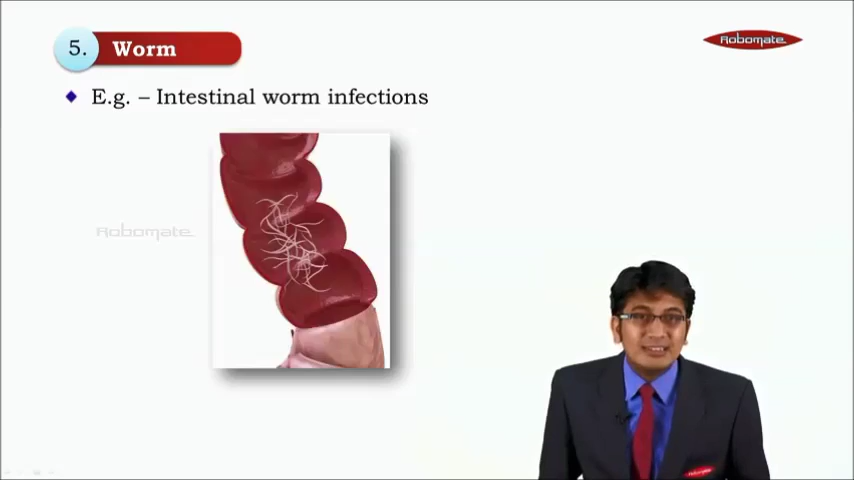 5. Worm
Robomate
E.g. – Intestinal worm infections
Robomate